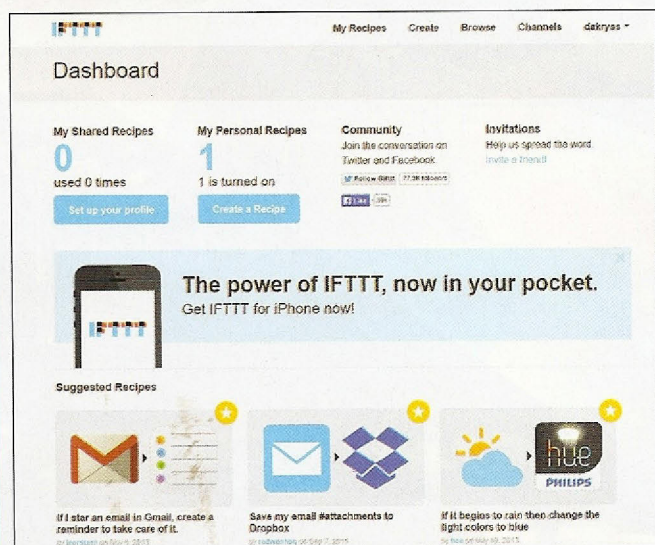 IFTTT
My Recipes Create Browse Channels dakryss
Dashboard
My Shared Recipes
0
used 0 times
Set up your profile
My Personal Recipes
1
1 is turned on
Create a Recipe
Community
Join the conversation on
Twitter and Facebook
Follow @ifttt
Like
Invitations
Help us spread the word.
Invite a friend!
The power of IFTTT, now in your pocket.
Get IFTTT for iPhone now!
IFTTT
Suggested Recipes
hue
PHILIPS
If I star an email in Gmail, create a
reminder to take care of it.
Save my email #attachments to
Dropbox
If it begins to rain then change the
light colors to blue